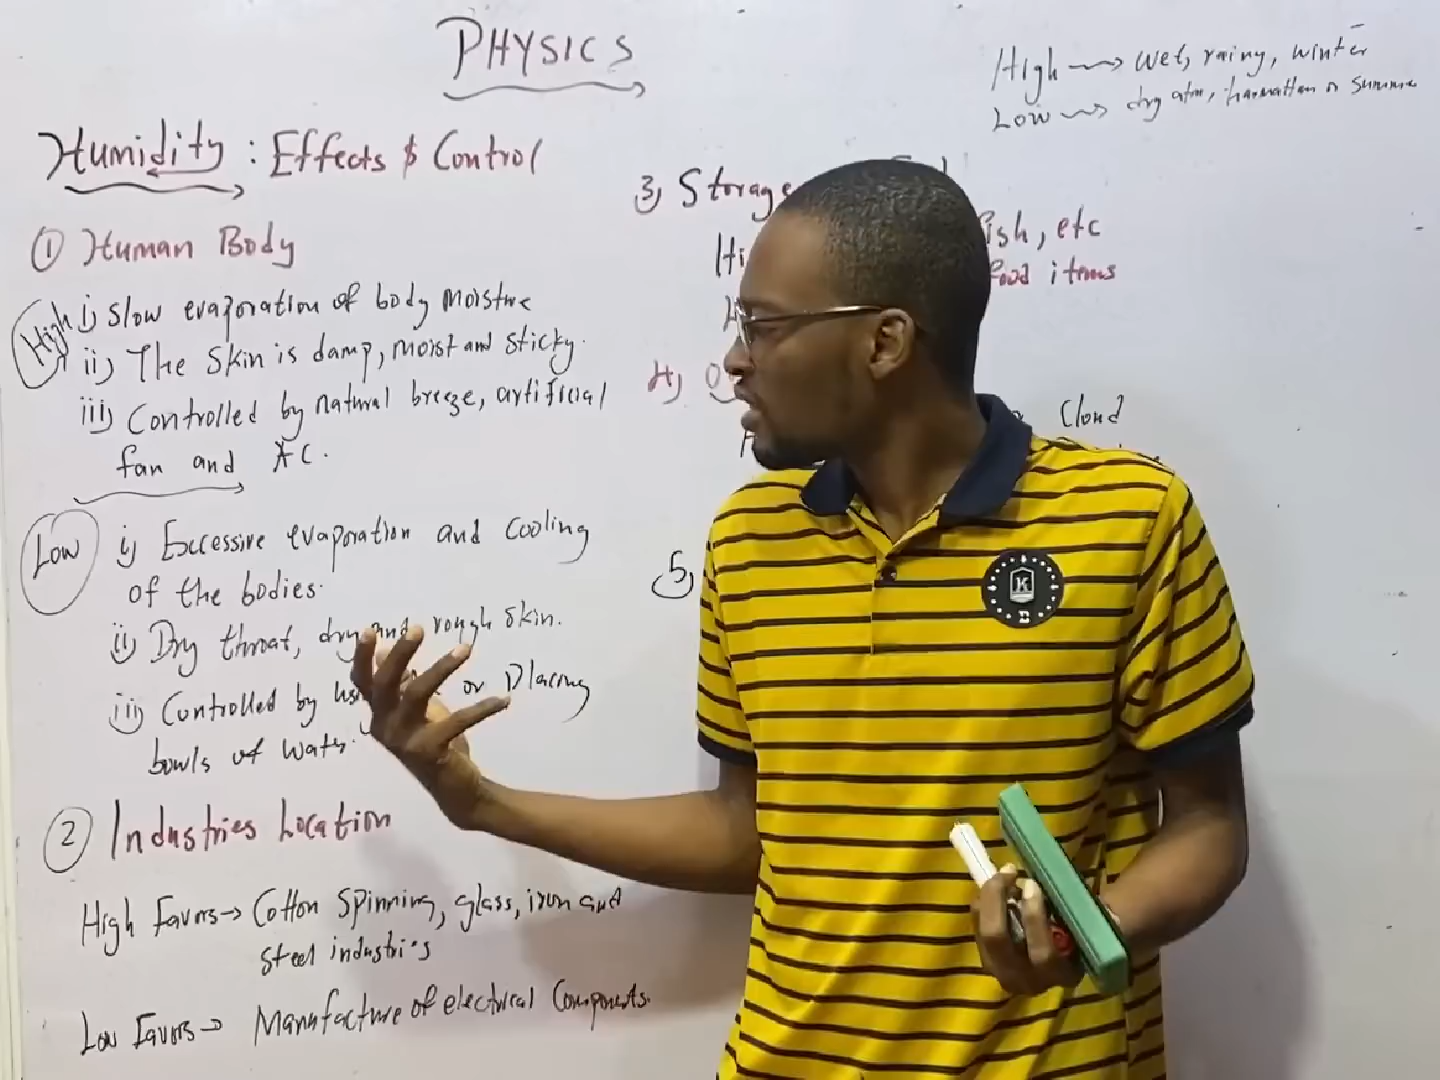 PHYSICS
High → Wet, rainy, winter
Low → dry atm, harmattan or summer
Humidity : Effects & Control
① Human Body
High i) Slow evaporation of body moisture
ii) The skin is damp, moist and sticky.
iii) Controlled by natural breeze, artificial
fan and AC.
Low i) Excessive evaporation and cooling
of the bodies.
ii) Dry throat, dry and rough skin.
iii) Controlled by or placing
bowls of water.
② Industries Location
High Favors → Cotton spinning, glass, iron and
steel industries
Low Favors → Manufacture of electrical components.
3) Storage
etc
food items
4)
Cloud
5)
K